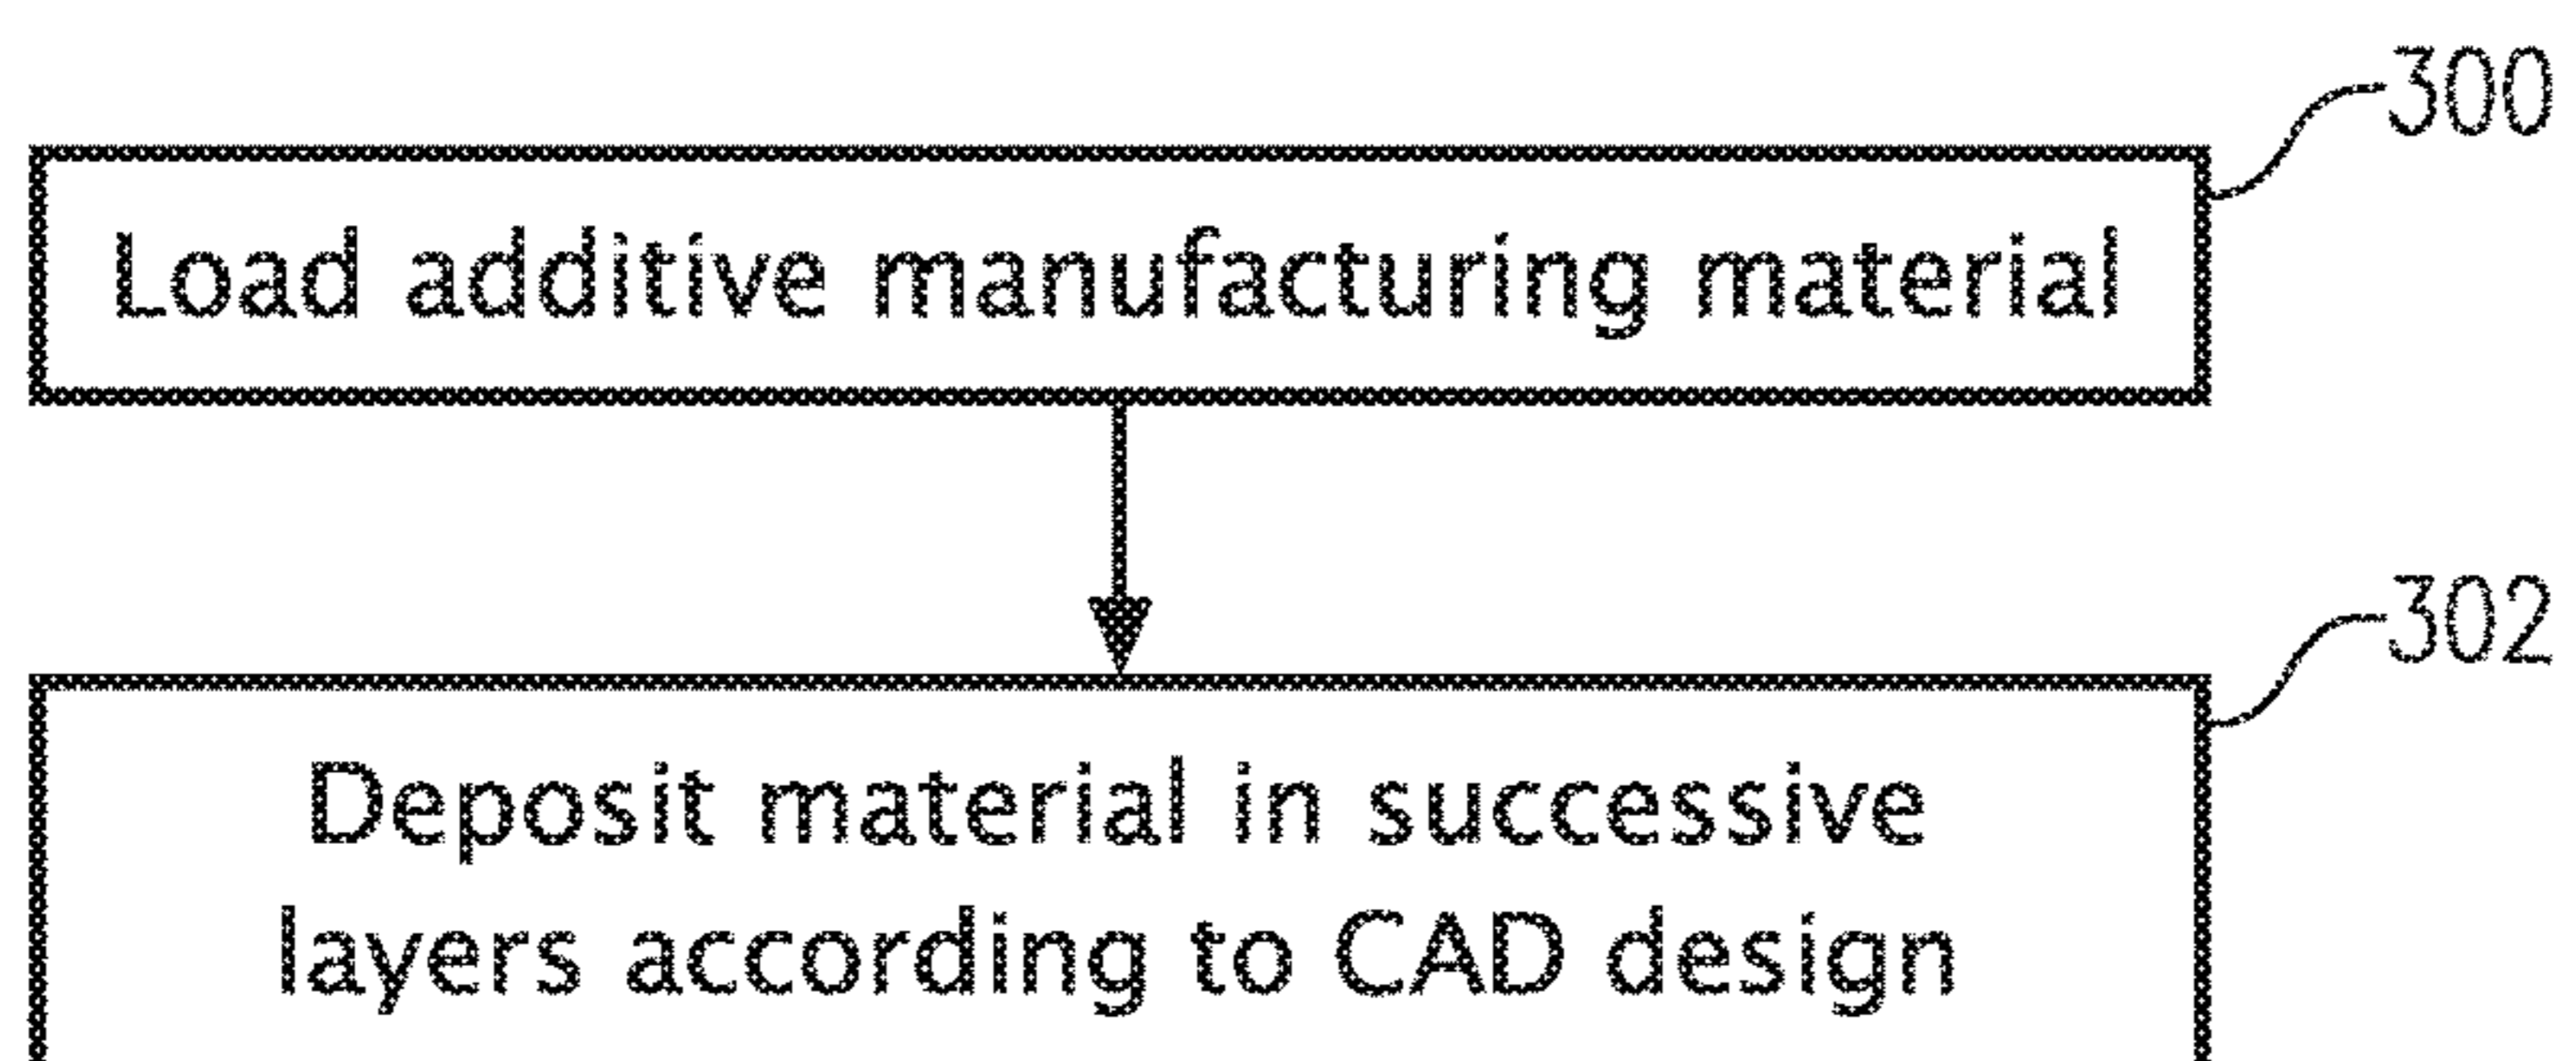 300
Load additive manufacturing material
302
Deposit material in successive
layers according to CAD design